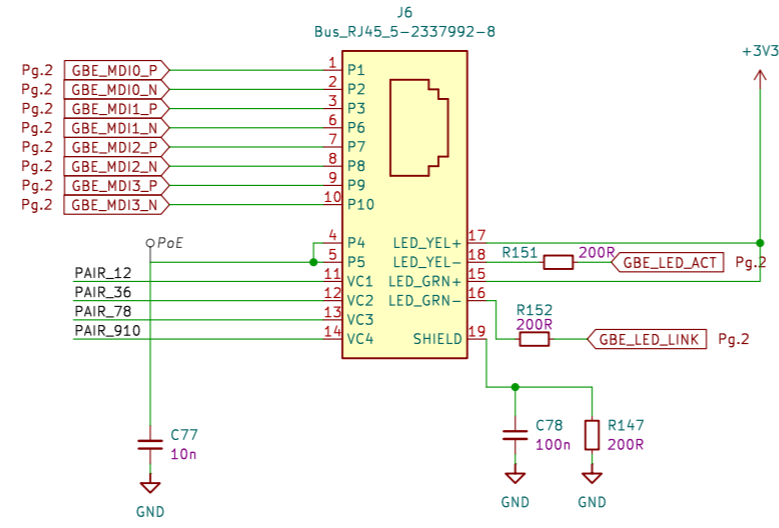 J6
Bus_RJ45_5-2337992-8
+3V3
Pg.2 GBE_MDI0_P 1 P1
Pg.2 GBE_MDI0_N 2 P2
Pg.2 GBE_MDI1_P 3 P3
Pg.2 GBE_MDI1_N 6 P6
Pg.2 GBE_MDI2_P 7 P7
Pg.2 GBE_MDI2_N 8 P8
Pg.2 GBE_MDI3_P 9 P9
Pg.2 GBE_MDI3_N 10 P10
PoE 4 P4 LED_YEL+ 17
5 P5 LED_YEL- 18 R151 200R GBE_LED_ACT Pg.2
PAIR_12 11 VC1 LED_GRN+ 15
PAIR_36 12 VC2 LED_GRN- 16
R152
200R
PAIR_78 13 VC3
PAIR_910 14 VC4 SHIELD 19 GBE_LED_LINK Pg.2
C77
10n
GND
C78
100n
GND
R147
200R
GND